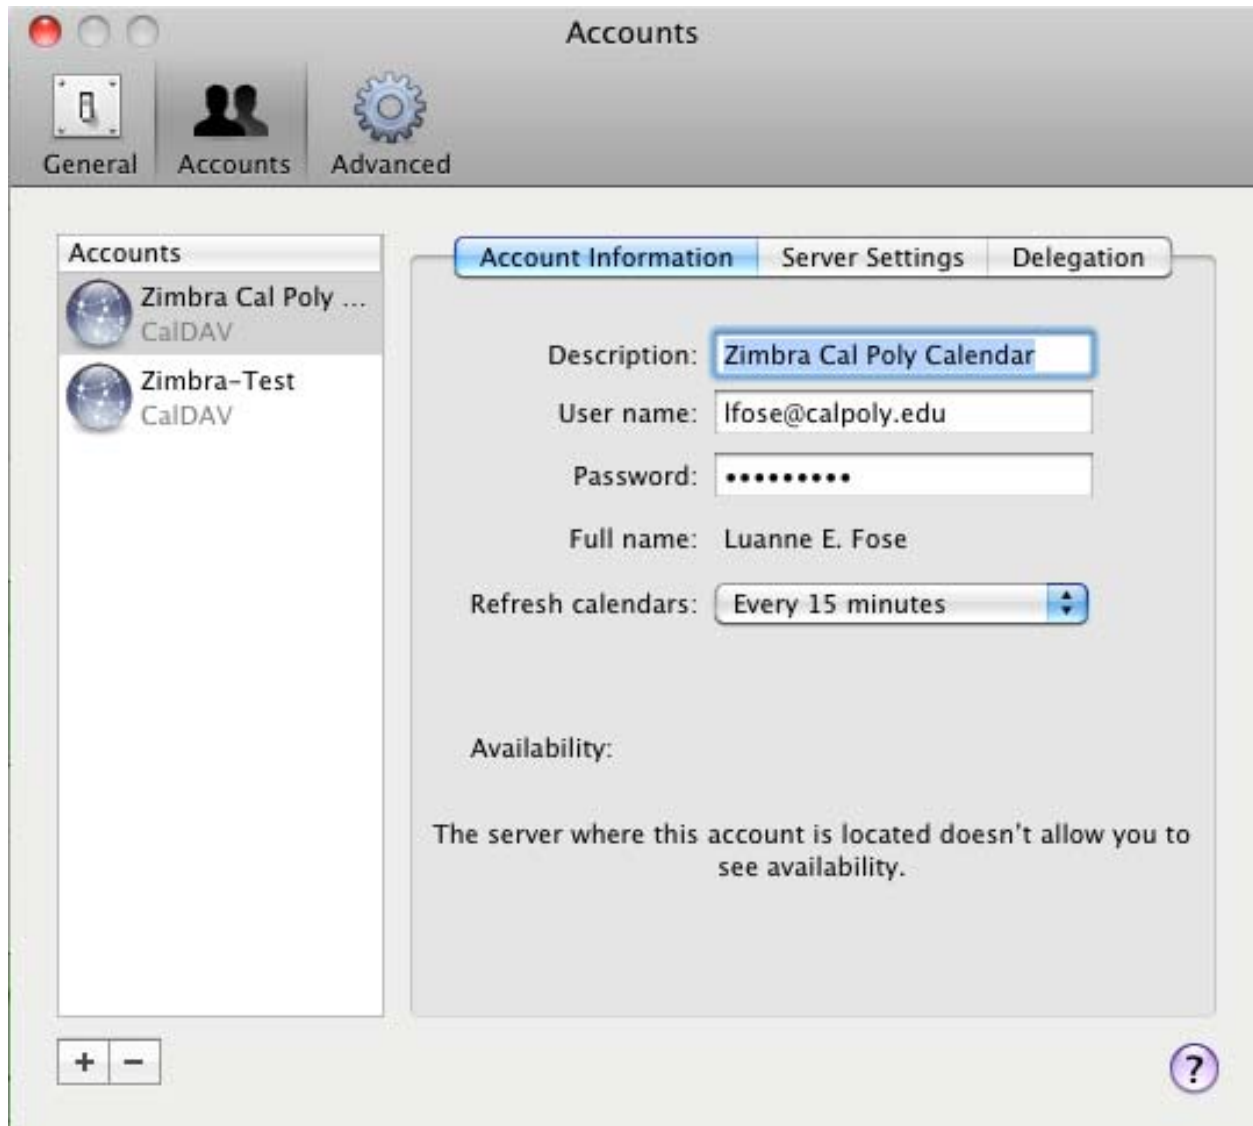 Accounts
General
Accounts
Advanced
Accounts
Zimbra Cal Poly ...
CalDAV
Zimbra-Test
CalDAV
Account Information
Server Settings
Delegation
Description: Zimbra Cal Poly Calendar
User name: lfose@calpoly.edu
Password: •••••••••
Full name: Luanne E. Fose
Refresh calendars: Every 15 minutes
Availability:
The server where this account is located doesn't allow you to
see availability.
+ −
?